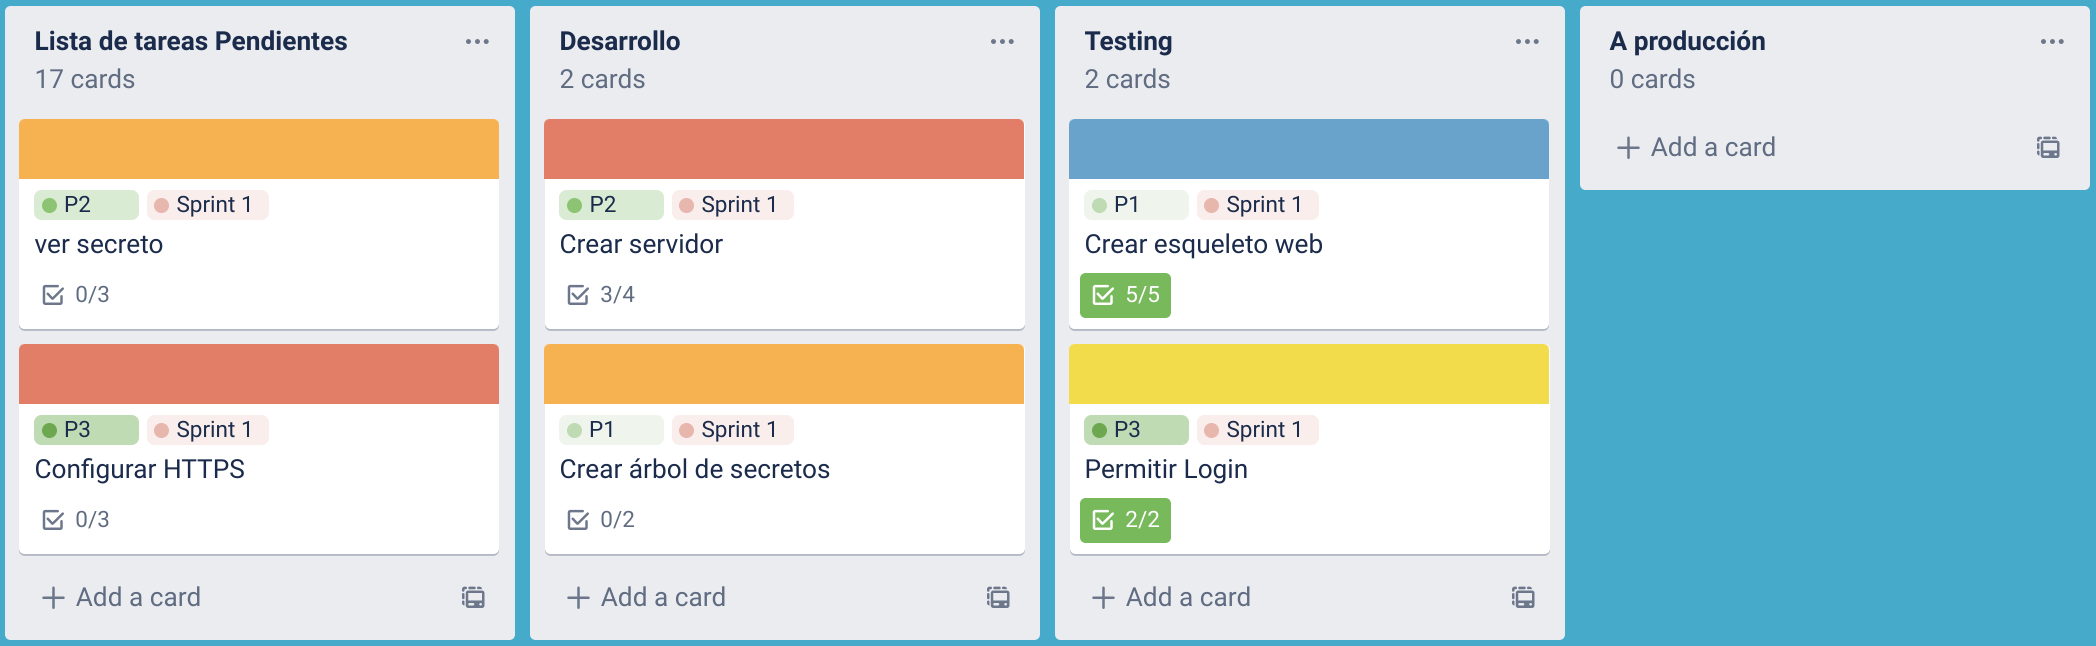 Lista de tareas Pendientes
17 cards
P2 Sprint 1
ver secreto
0/3
P3 Sprint 1
Configurar HTTPS
0/3
Add a card
Desarrollo
2 cards
P2 Sprint 1
Crear servidor
3/4
P1 Sprint 1
Crear árbol de secretos
0/2
Add a card
Testing
2 cards
P1 Sprint 1
Crear esqueleto web
5/5
P3 Sprint 1
Permitir Login
2/2
Add a card
A producción
0 cards
Add a card